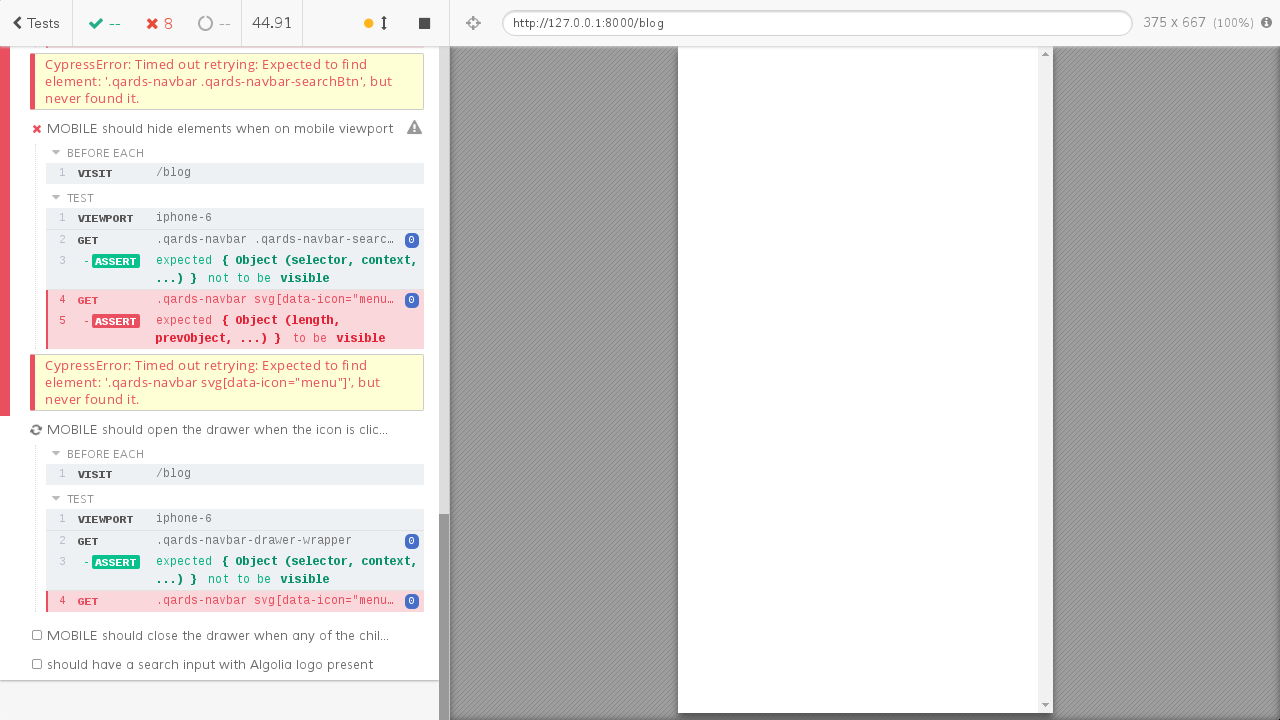 Tests
--
8
--
44.91
http://127.0.0.1:8000/blog
375 x 667 (100%)
CypressError: Timed out retrying: Expected to find
element: '.qards-navbar .qards-navbar-searchBtn', but
never found it.
MOBILE should hide elements when on mobile viewport
BEFORE EACH
1 VISIT /blog
TEST
1 VIEWPORT iphone-6
2 GET .qards-navbar .qards-navbar-searc… 0
3 -ASSERT expected { Object (selector, context,
...) } not to be visible
4 GET .qards-navbar svg[data-icon="menu… 0
5 -ASSERT expected { Object (length,
prevObject, ...) } to be visible
CypressError: Timed out retrying: Expected to find
element: '.qards-navbar svg[data-icon="menu"]', but
never found it.
MOBILE should open the drawer when the icon is clic...
BEFORE EACH
1 VISIT /blog
TEST
1 VIEWPORT iphone-6
2 GET .qards-navbar-drawer-wrapper 0
3 -ASSERT expected { Object (selector, context,
...) } not to be visible
4 GET .qards-navbar svg[data-icon="menu… 0
MOBILE should close the drawer when any of the chil...
should have a search input with Algolia logo present